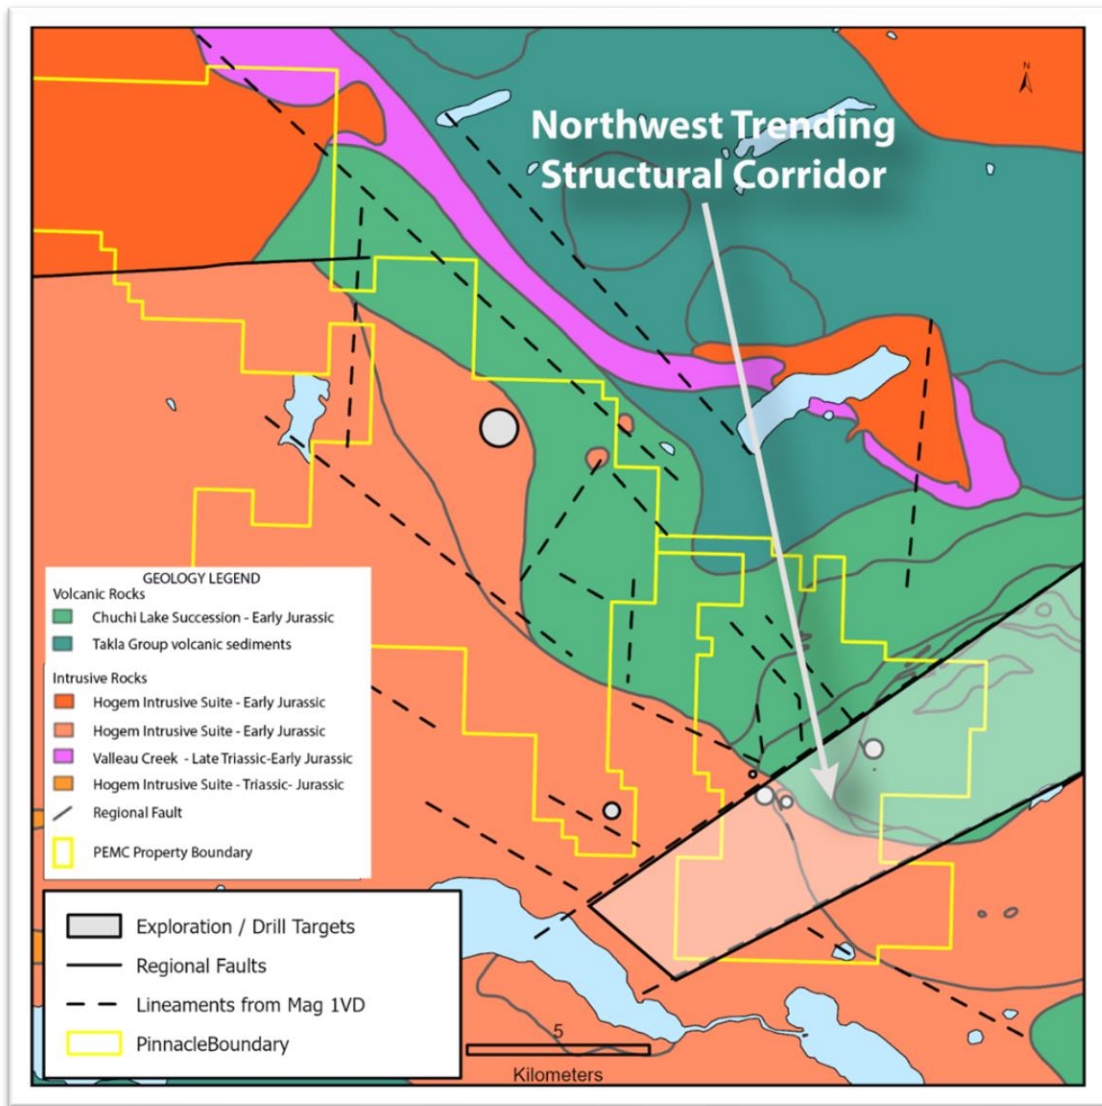 N
Northwest Trending
Structural Corridor
GEOLOGY LEGEND
Volcanic Rocks
Chuchi Lake Succession - Early Jurassic
Takla Group volcanic sediments
Intrusive Rocks
Hogem Intrusive Suite - Early Jurassic
Hogem Intrusive Suite - Early Jurassic
Valleau Creek - Late Triassic-Early Jurassic
Hogem Intrusive Suite - Triassic- Jurassic
Regional Fault
PEMC Property Boundary
Exploration / Drill Targets
Regional Faults
Lineaments from Mag 1VD
PinnacleBoundary
5
Kilometers